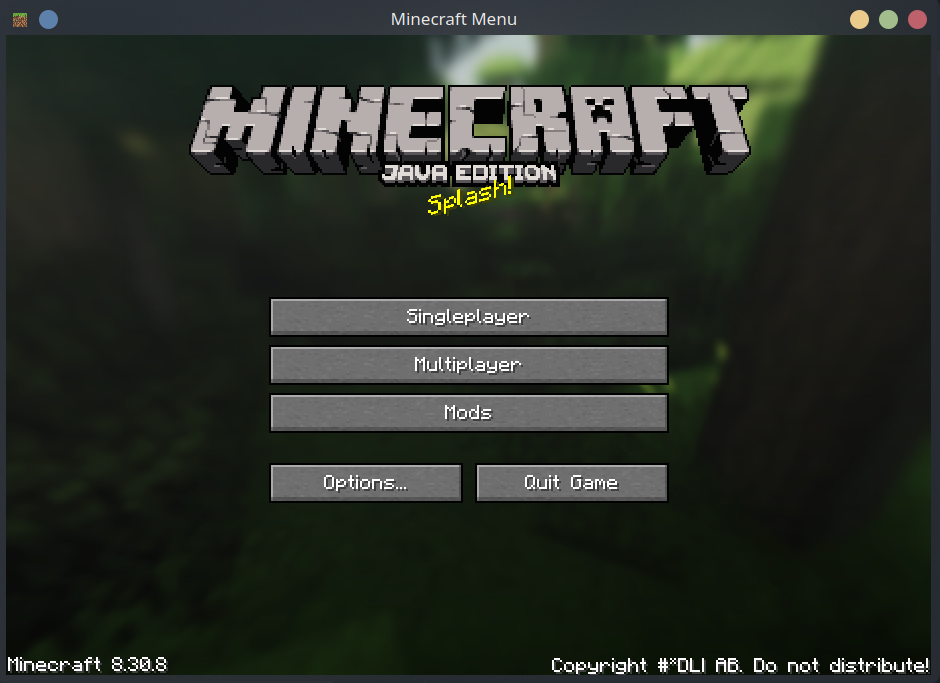 Minecraft Menu
MINECRAFT
JAVA EDITION
Splash!
Singleplayer
Multiplayer
Mods
Options...
Quit Game
Minecraft 8.30.8
Copyright #*DLI AB. Do not distribute!